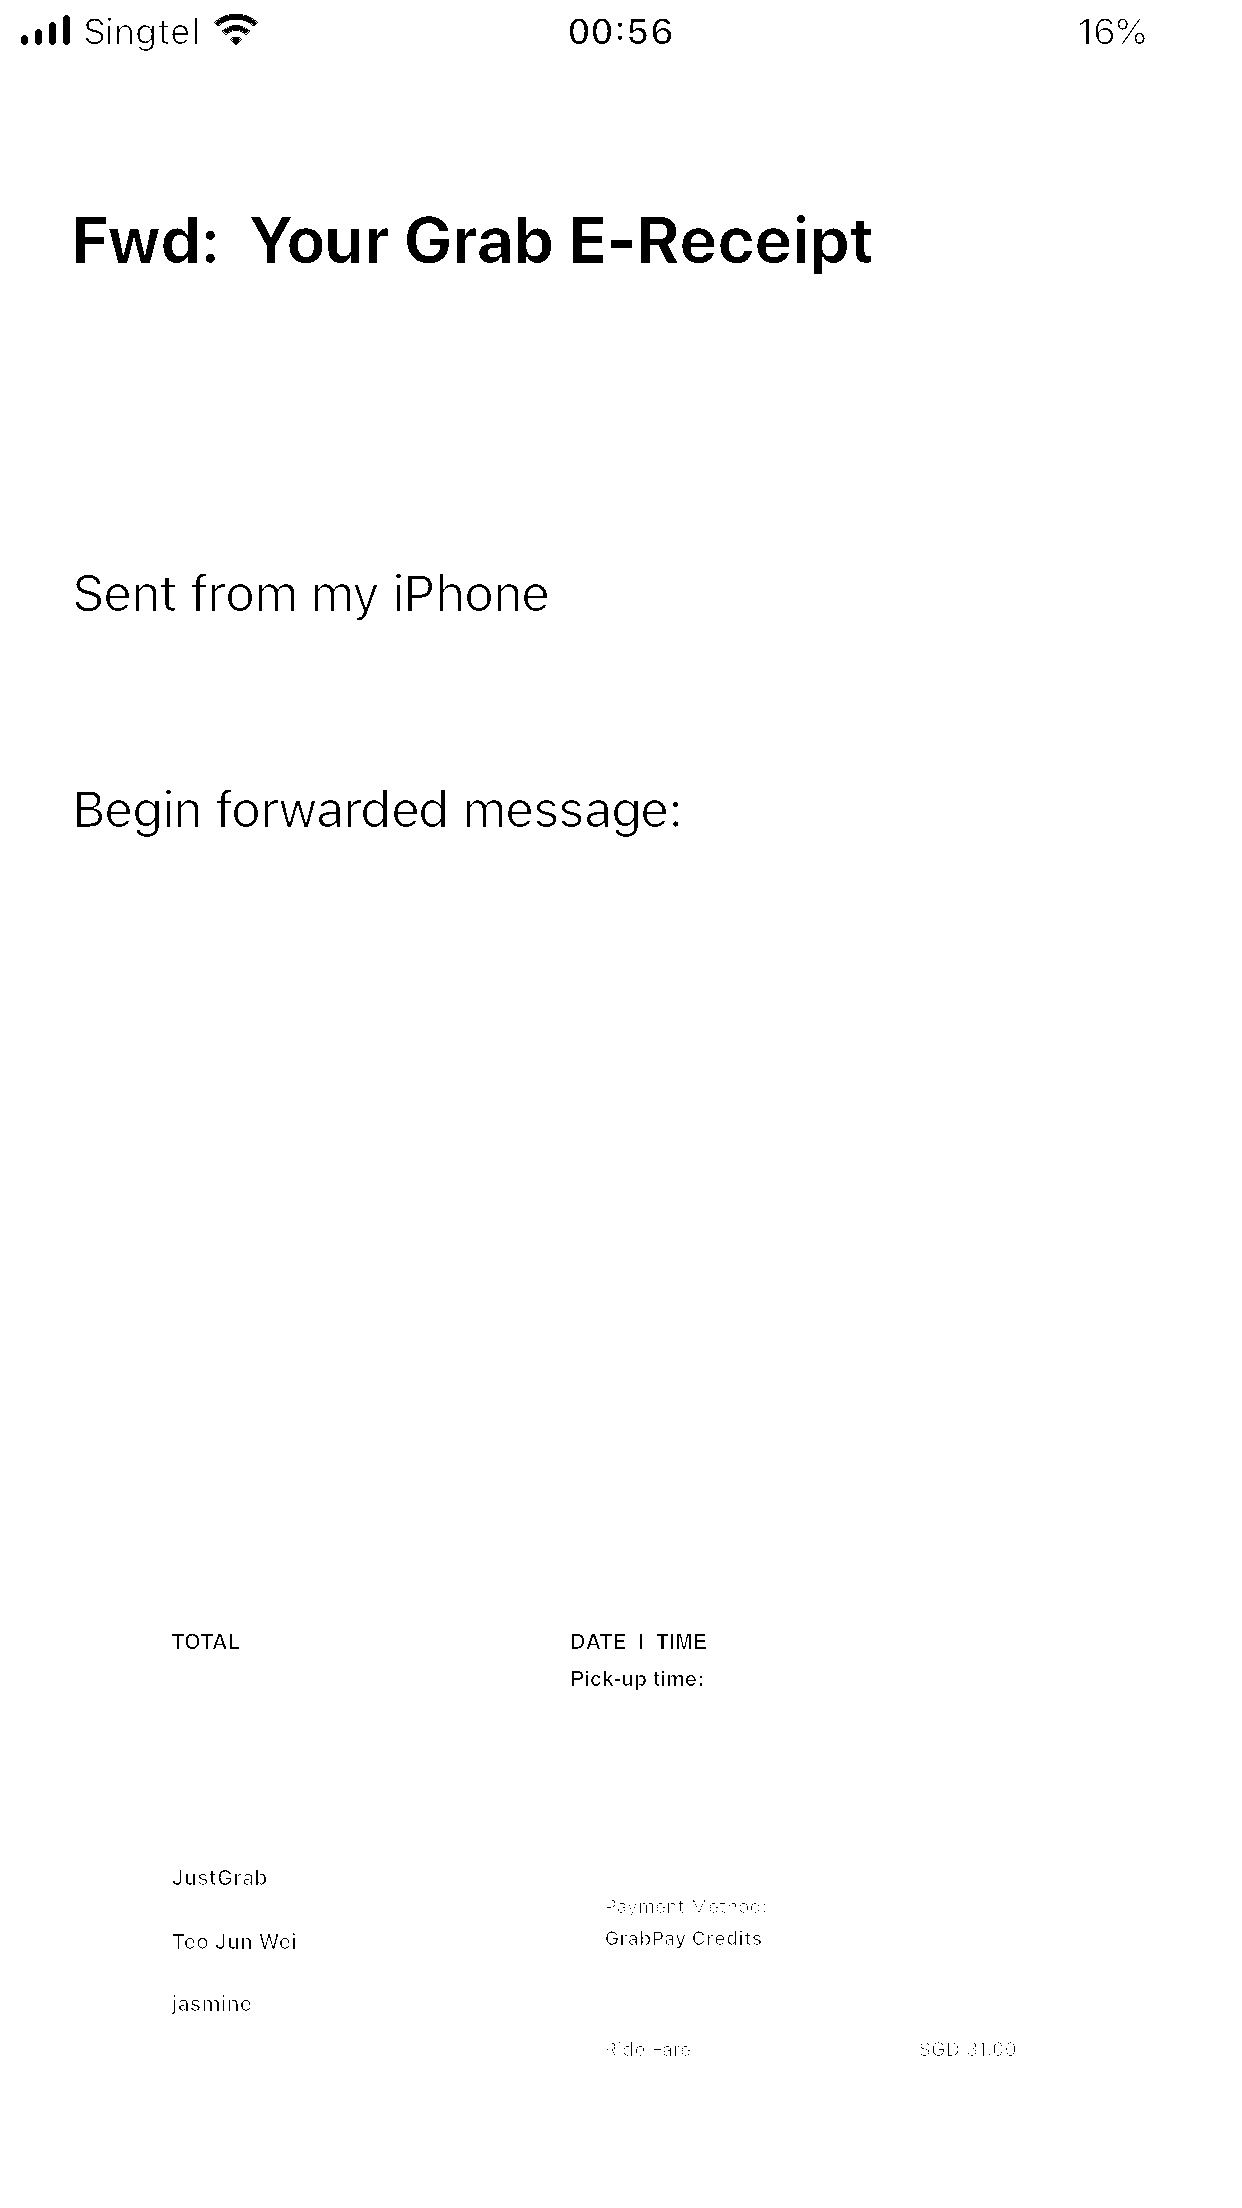 Singtel 00:56 16%
Fwd: Your Grab E-Receipt
Sent from my iPhone
Begin forwarded message:
TOTAL
DATE | TIME
Pick-up time:
JustGrab
Teo Jun Wei
jasmine
Payment Method:
GrabPay Credits
Ride Fare SGD 31.00